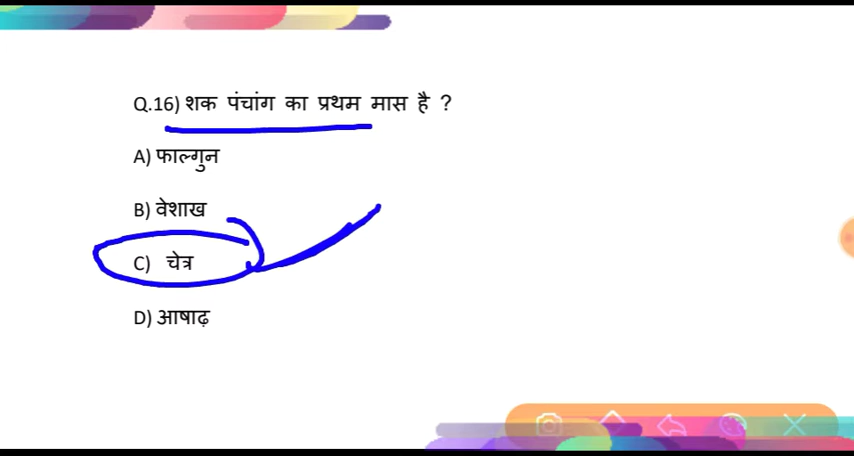 Q.16) शक पंचांग का प्रथम मास है ?
A) फाल्गुन
B) वेशाख
C) चेत्र
D) आषाढ़